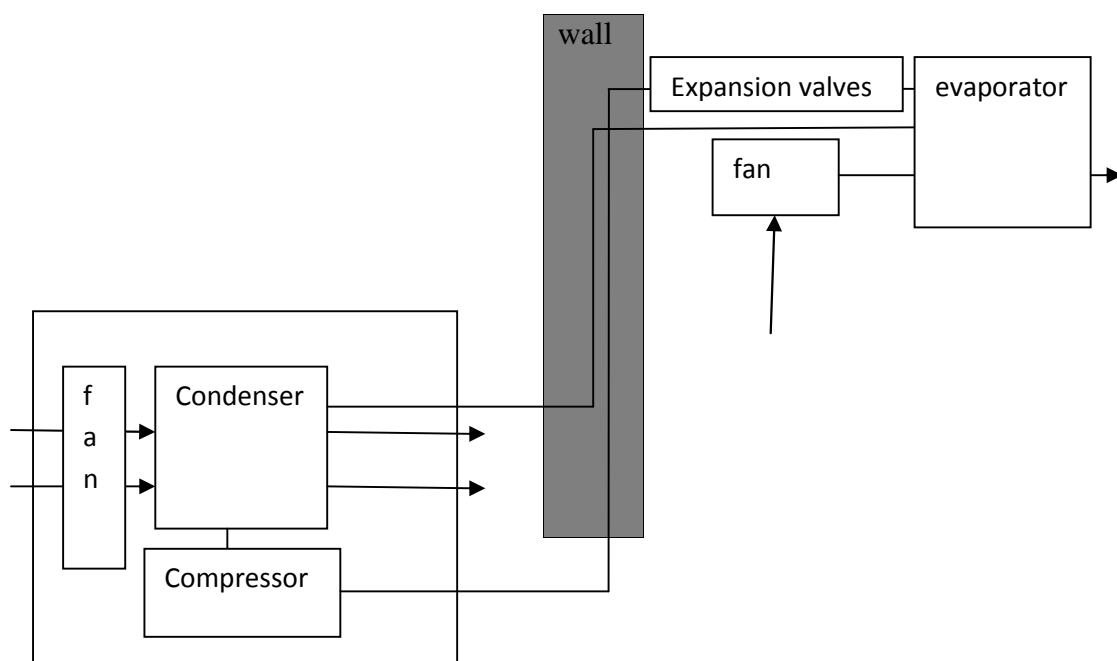 wall
Expansion valves
evaporator
fan
f
a
n
Condenser
Compressor